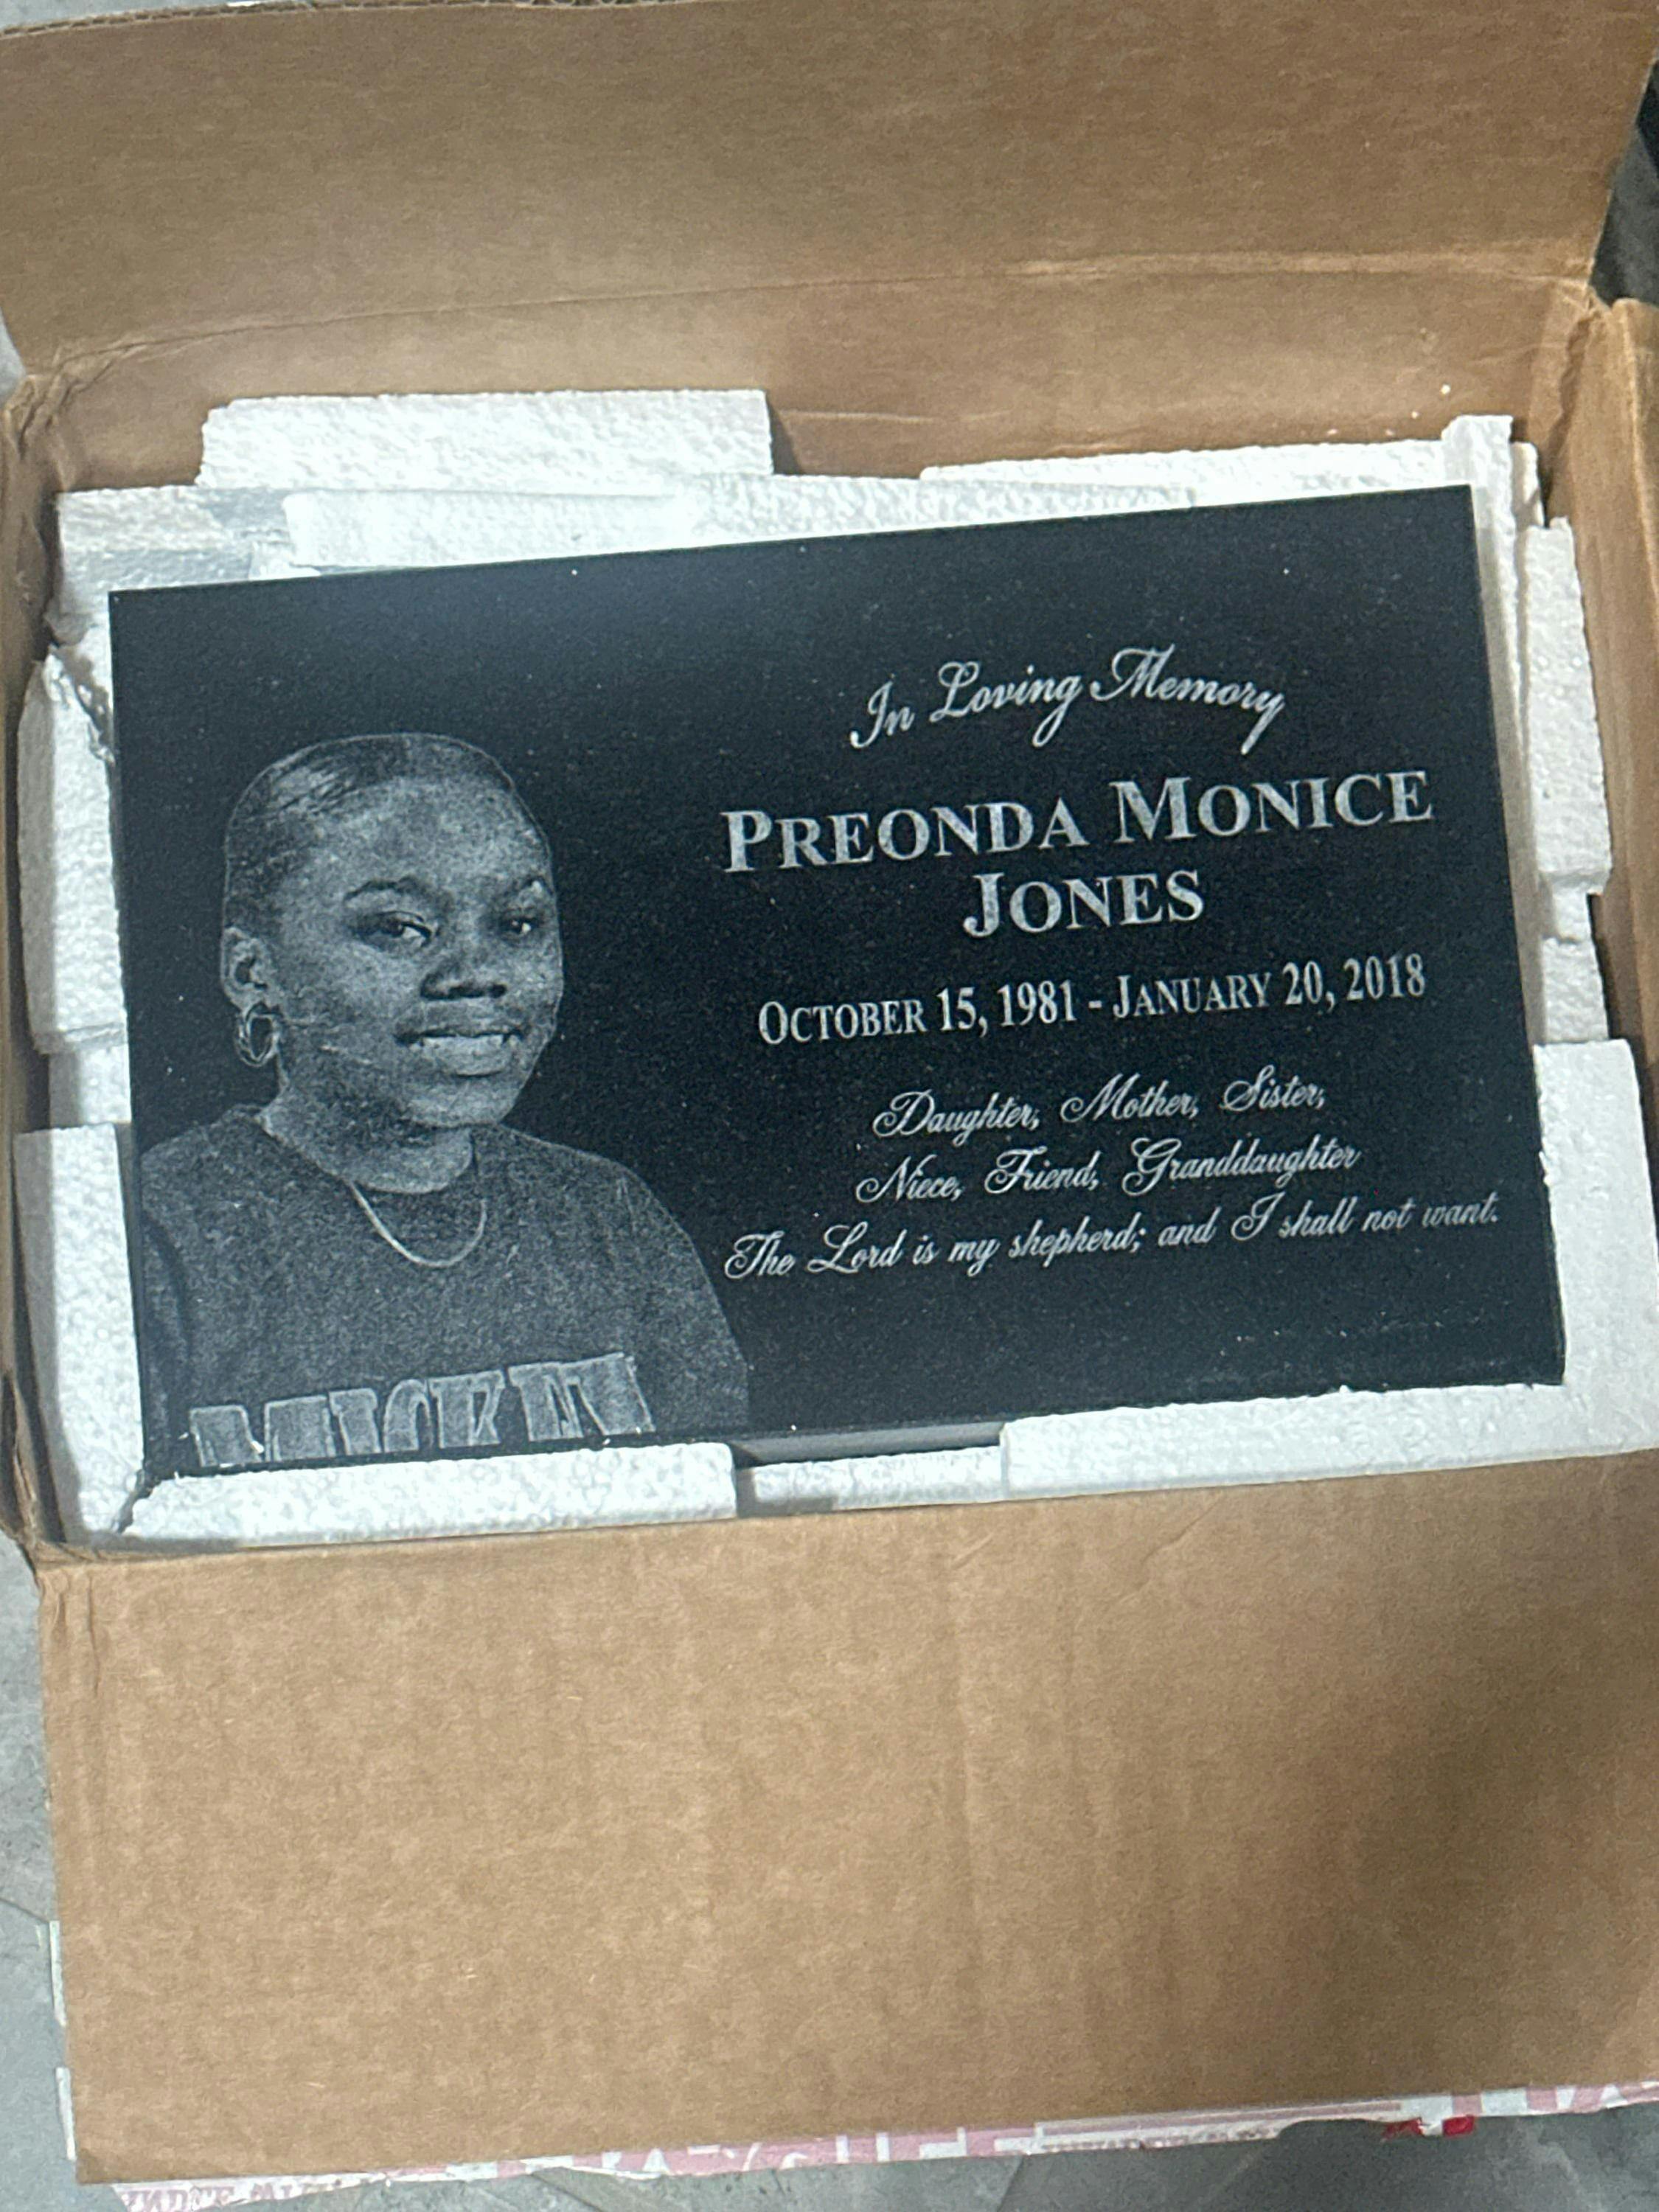 In Loving Memory
PREONDA MONICE
JONES
OCTOBER 15, 1981 - JANUARY 20, 2018
Daughter, Mother, Sister,
Niece, Friend, Granddaughter
The Lord is my shepherd; and I shall not want.